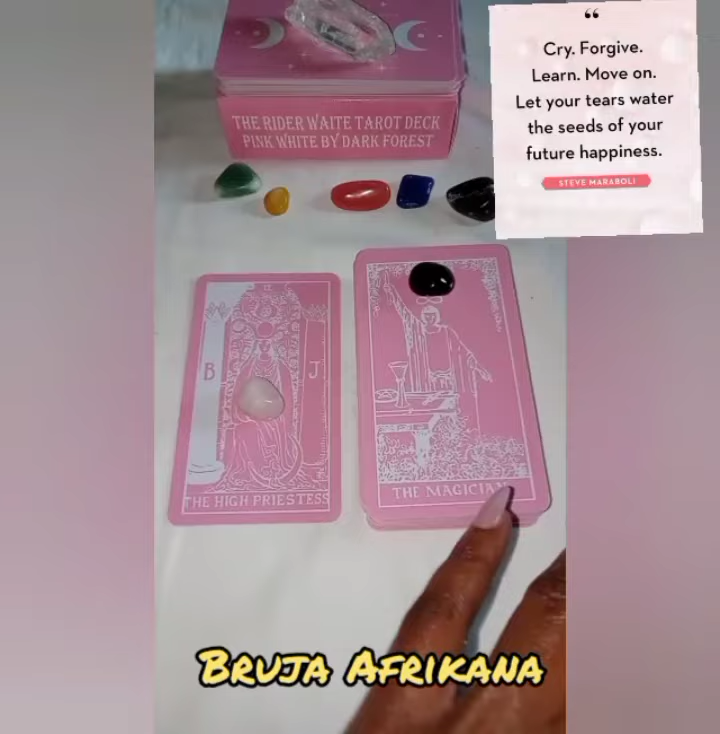 “
Cry. Forgive.
Learn. Move on.
Let your tears water
the seeds of your
future happiness.
STEVE MARABOLI
THE RIDER WAITE TAROT DECK
PINK WHITE BY DARK FOREST
B J
THE HIGH PRIESTESS
THE MAGICIAN
BRUJA AFRIKANA